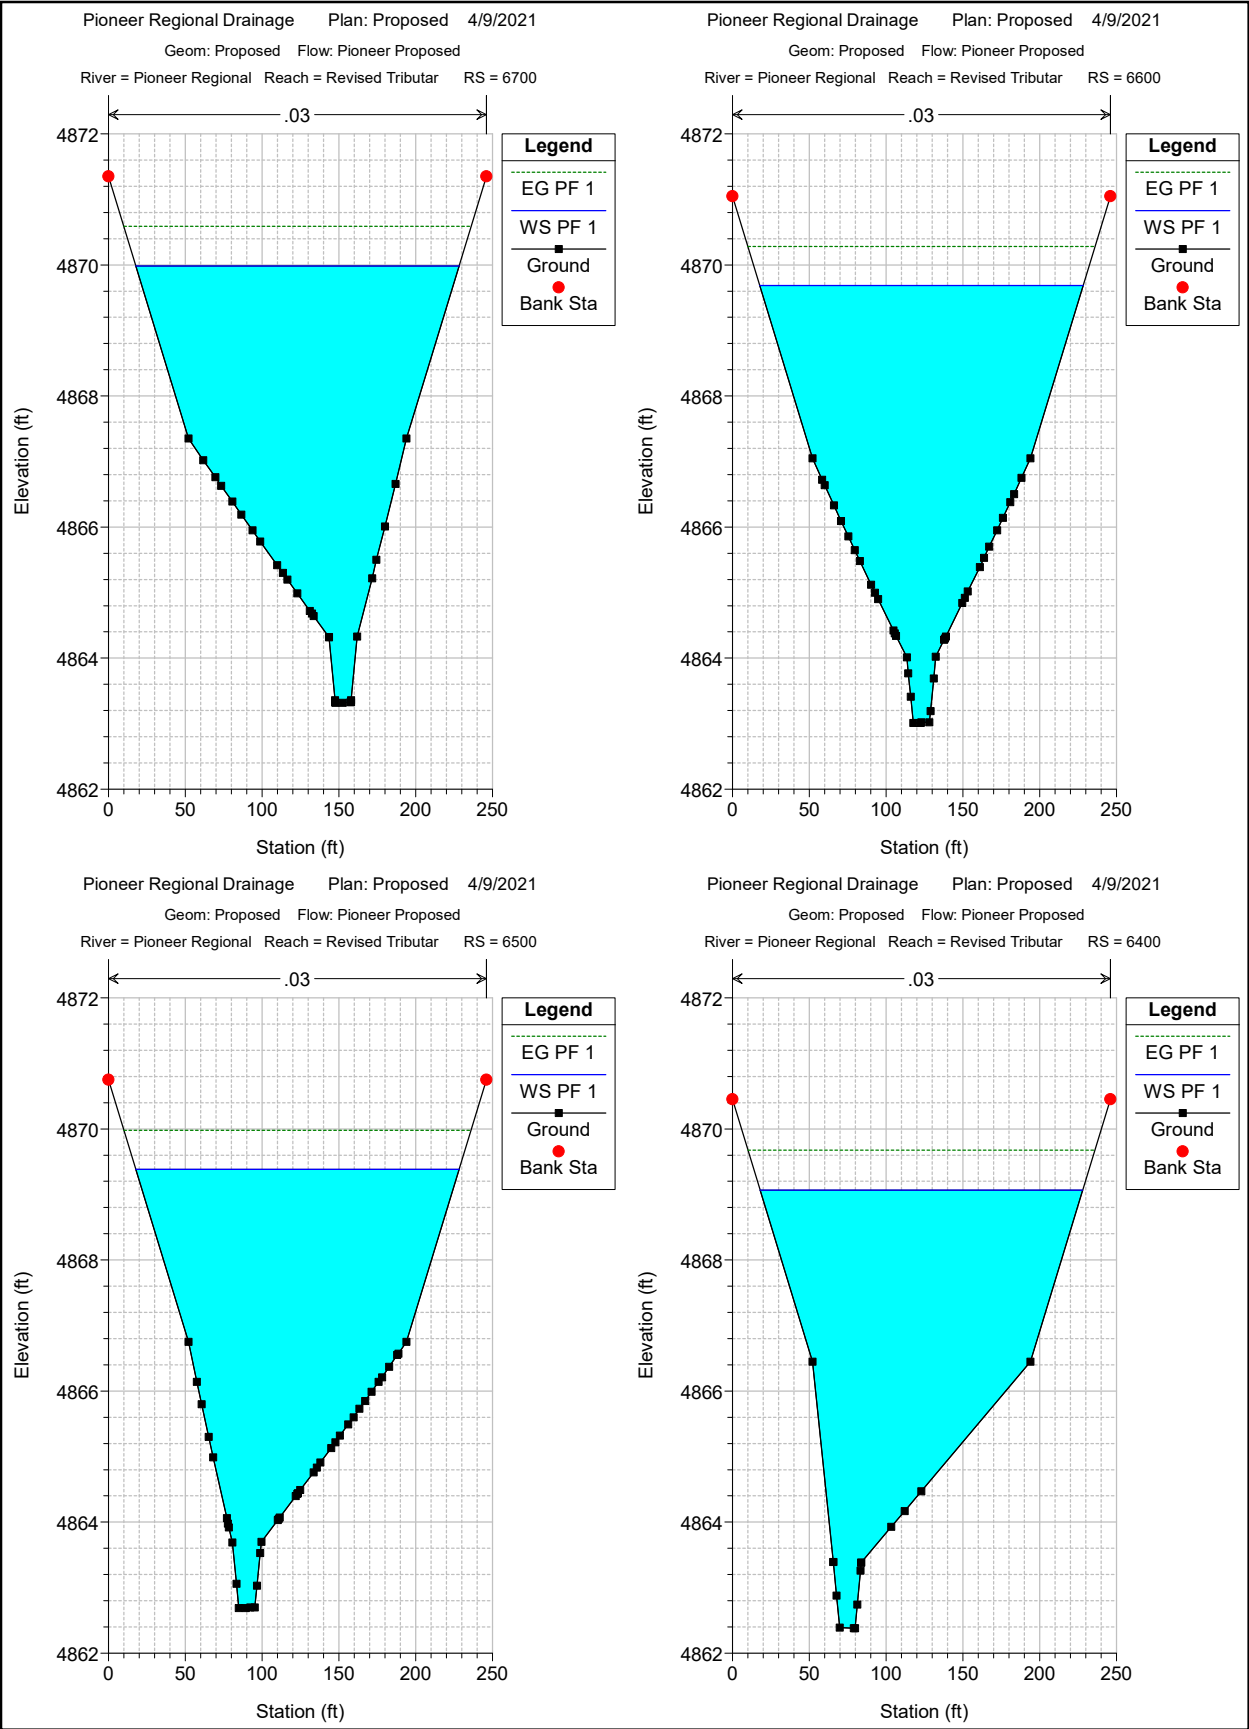 Pioneer Regional Drainage Plan: Proposed 4/9/2021
Geom: Proposed Flow: Pioneer Proposed
River = Pioneer Regional Reach = Revised Tributar RS = 6700
.03
4872
4870
4868
4866
4864
4862
0 50 100 150 200 250
Station (ft)
Elevation (ft)
Legend
EG PF 1
WS PF 1
Ground
Bank Sta
Pioneer Regional Drainage Plan: Proposed 4/9/2021
Geom: Proposed Flow: Pioneer Proposed
River = Pioneer Regional Reach = Revised Tributar RS = 6600
.03
4872
4870
4868
4866
4864
4862
0 50 100 150 200 250
Station (ft)
Elevation (ft)
Legend
EG PF 1
WS PF 1
Ground
Bank Sta
Pioneer Regional Drainage Plan: Proposed 4/9/2021
Geom: Proposed Flow: Pioneer Proposed
River = Pioneer Regional Reach = Revised Tributar RS = 6500
.03
4872
4870
4868
4866
4864
4862
0 50 100 150 200 250
Station (ft)
Elevation (ft)
Legend
EG PF 1
WS PF 1
Ground
Bank Sta
Pioneer Regional Drainage Plan: Proposed 4/9/2021
Geom: Proposed Flow: Pioneer Proposed
River = Pioneer Regional Reach = Revised Tributar RS = 6400
.03
4872
4870
4868
4866
4864
4862
0 50 100 150 200 250
Station (ft)
Elevation (ft)
Legend
EG PF 1
WS PF 1
Ground
Bank Sta